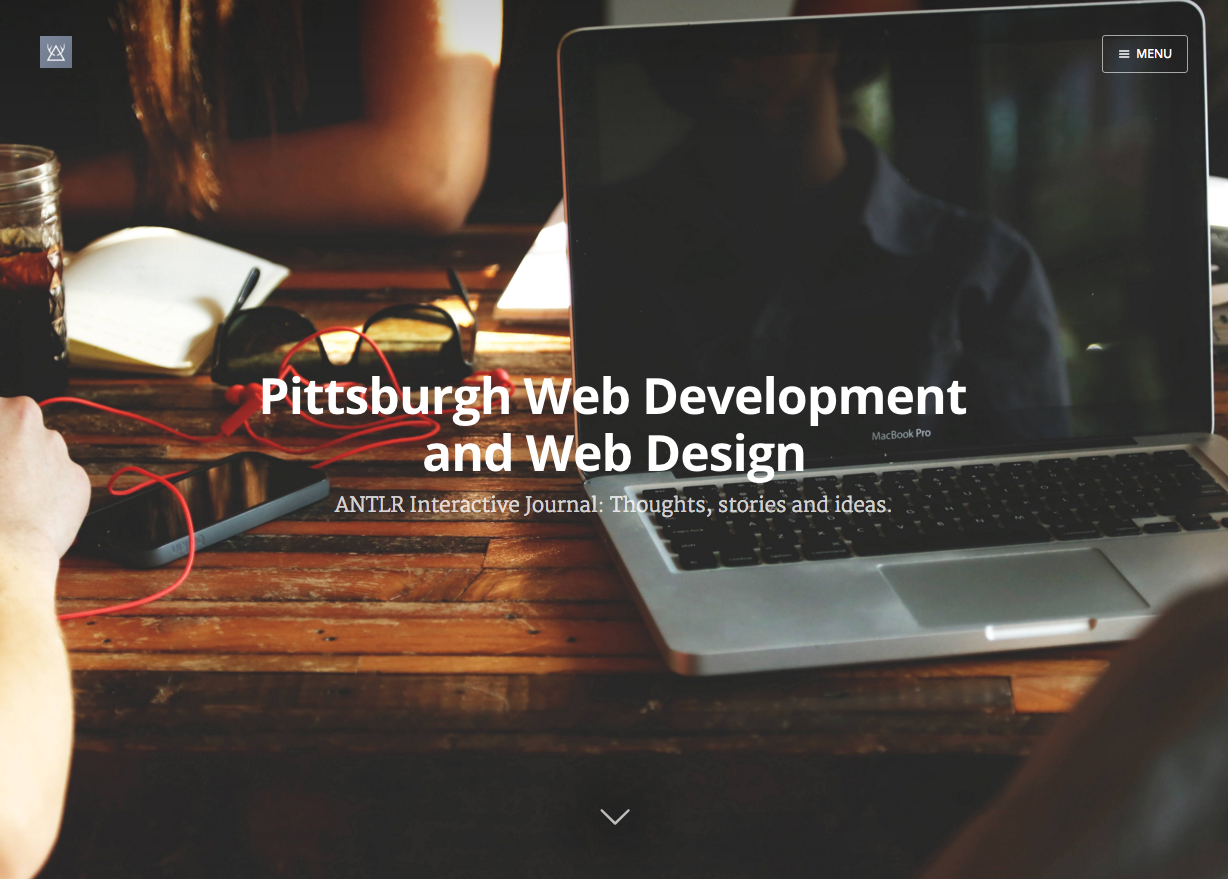 MENU
MacBook Pro
Pittsburgh Web Development
and Web Design
ANTLR Interactive Journal: Thoughts, stories and ideas.